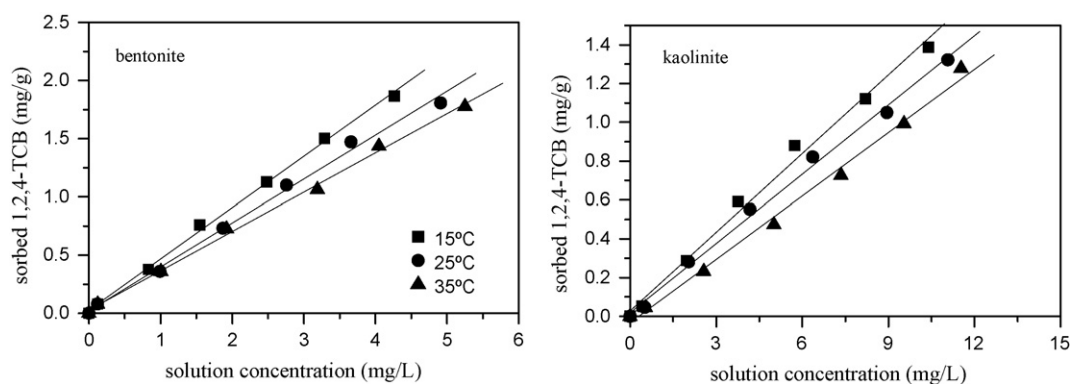 bentonite
sorbed 1,2,4-TCB (mg/g)
2.5
2.0
1.5
1.0
0.5
0.0
0 1 2 3 4 5 6
solution concentration (mg/L)
15ºC
25ºC
35ºC
kaolinite
sorbed 1,2,4-TCB (mg/g)
1.4
1.2
1.0
0.8
0.6
0.4
0.2
0.0
0 3 6 9 12 15
solution concentration (mg/L)